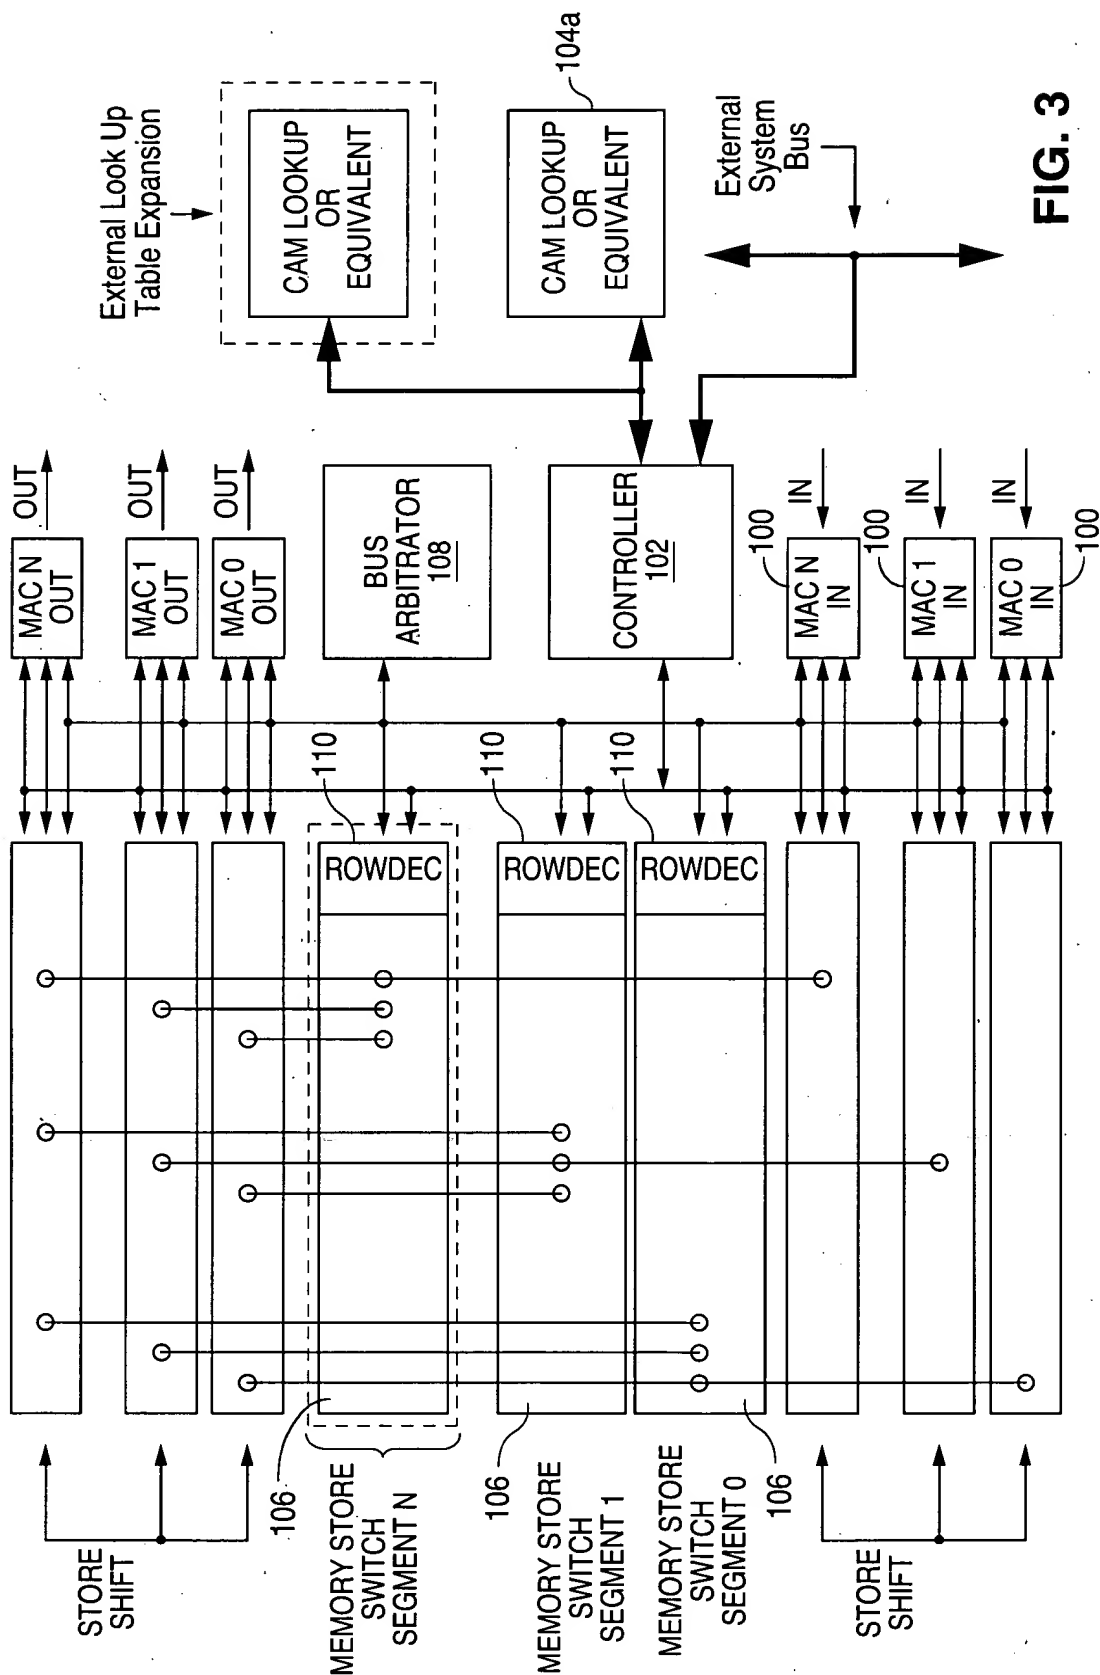 STORE
SHIFT
MEMORY STORE
SWITCH
SEGMENT N
106
MEMORY STORE
SWITCH
SEGMENT 1
106
MEMORY STORE
SWITCH
SEGMENT 0
106
STORE
SHIFT
ROWDEC
110
ROWDEC
110
ROWDEC
110
MAC N
OUT
OUT
MAC 1
OUT
OUT
MAC 0
OUT
OUT
BUS
ARBITRATOR
108
CONTROLLER
102
MAC N
IN
100
IN
MAC 1
IN
100
IN
MAC 0
IN
100
IN
External Look Up
Table Expansion
CAM LOOKUP
OR
EQUIVALENT
CAM LOOKUP
OR
EQUIVALENT
104a
External
System
Bus
FIG. 3